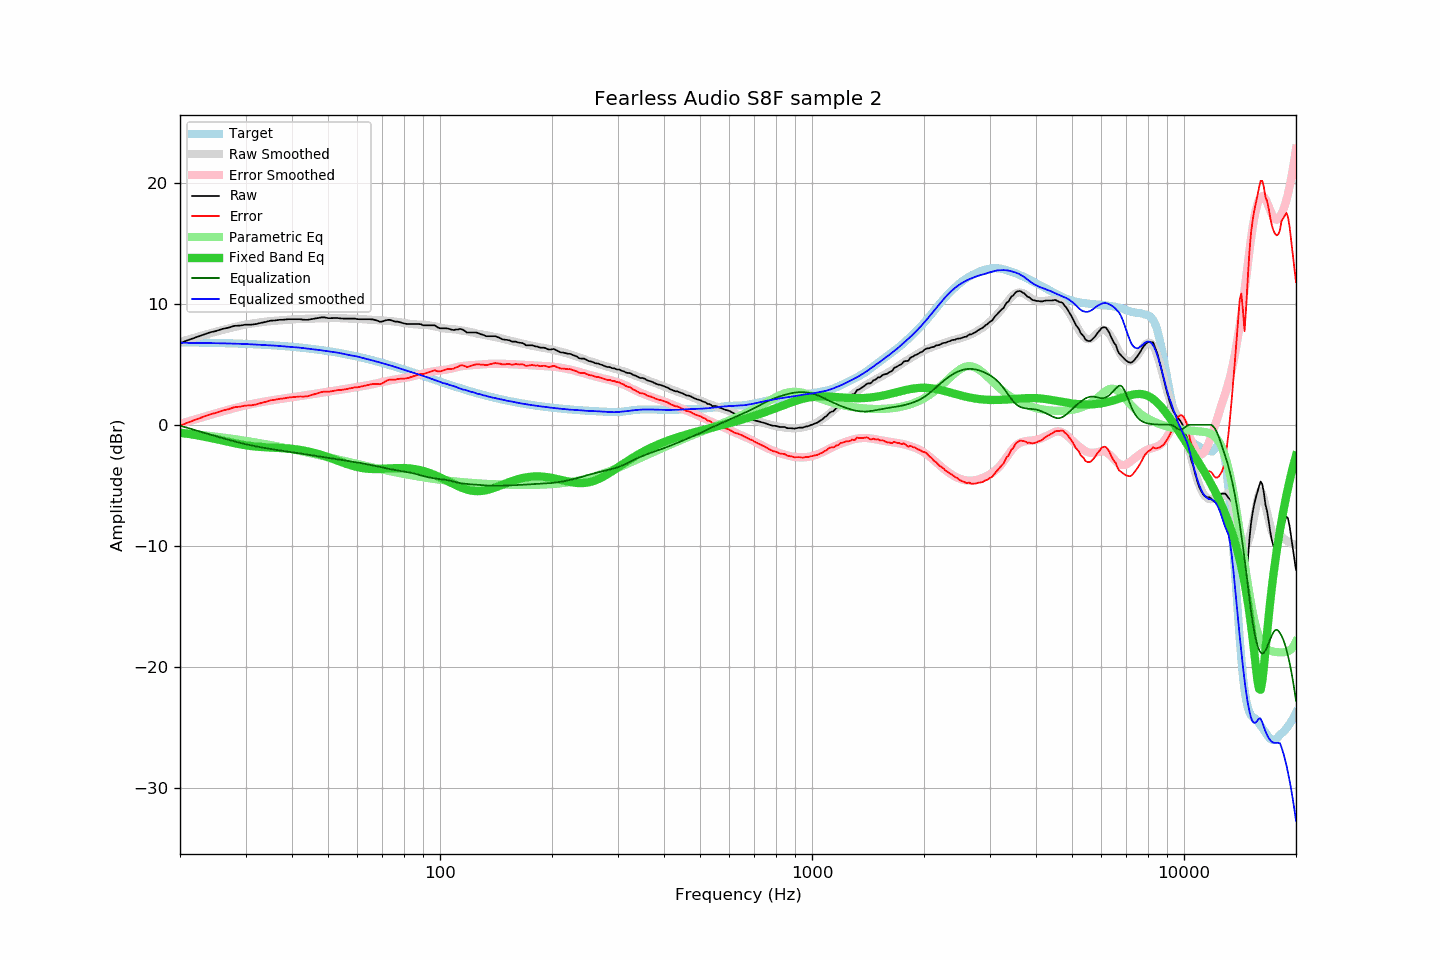 Fearless Audio S8F sample 2
Target
Raw Smoothed
Error Smoothed
Raw
Error
Parametric Eq
Fixed Band Eq
Equalization
Equalized smoothed
20
10
0
−10
−20
−30
Amplitude (dBr)
100
1000
10000
Frequency (Hz)